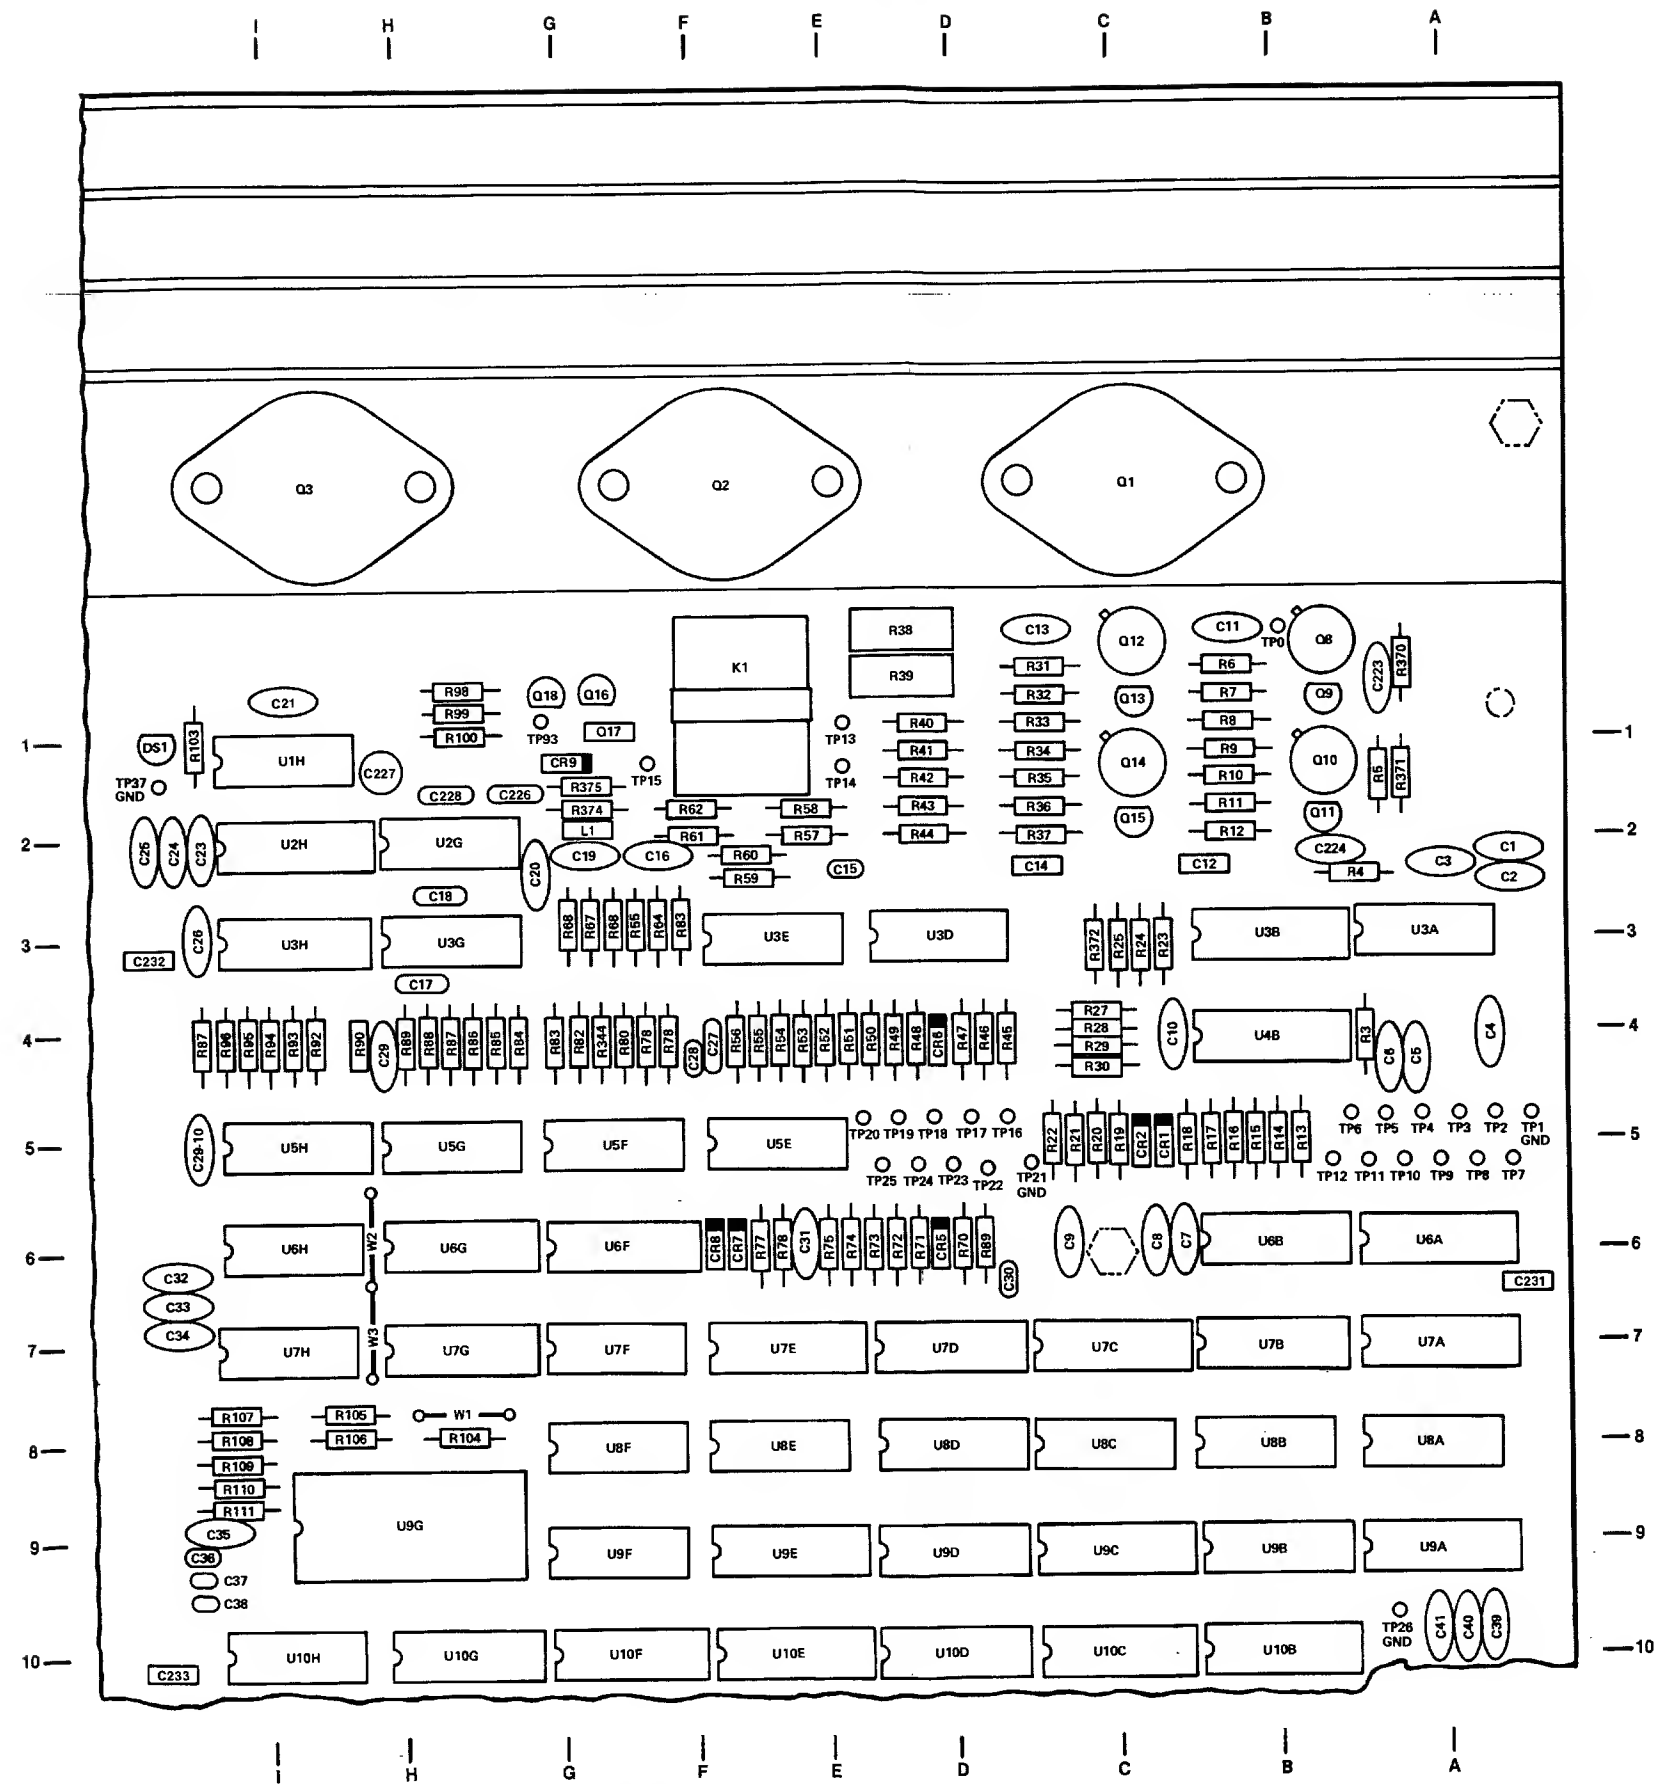 I H G F E D C B A
Q3 Q2 Q1
R38 C13 Q12 C11 TP0 Q8
K1 R39 R31 R6 C223 R370
R98 Q18 Q16 R32 Q13 R7 Q9
C21 R99 TP93 Q17 TP13 R40 R33 R8
1 DS1 R103 R100 R41 R34 R9 1
U1H C227 CR9 TP15 TP14 R42 R35 Q14 R10 Q10 R5 R371
TP37
GND
C228 C226 R375
R374 R62 R58 R43 R36 R11 Q11
L1 R61 R57 R44 R37 Q15 R12 2
2 C25 C24 C23 U2H U2G C20 C19 C16 R60 C15 C14 C12 C224 C3 C1
R59 R4 C2
C18
3 C232 C26 U3H U3G R68 R67 R68 R55 R64 R83 U3E U3D R372 R25 R24 R23 U3B U3A 3
C17
R27
4 R97 R96 R95 R94 R93 R92 R90 C29 R89 R88 R87 R86 R85 R84 R83 R82 R344 R80 R78 R78 C28 C27 R56 R55 R54 R53 R52 R51 R50 R49 R48 CR6 R47 R46 R45 R28 C10 U4B R3 C6 C5 C4 4
R29
R30
5 C29-10 U5H U5G U5F U5E TP20 TP19 TP18 TP17 TP16 R22 R21 R20 R19 CR2 CR1 R18 R17 R16 R15 R14 R13 TP6 TP5 TP4 TP3 TP2 TP1 5
GND
TP25 TP24 TP23 TP22 TP21 TP12 TP11 TP10 TP9 TP8 TP7
GND
6 U6H W2 U6G U6F CR8 CR7 R77 R78 C31 R75 R74 R73 R72 R71 CR5 R70 R89 C30 C9 C8 C7 U6B U6A 6
C32 C231
C33
C34
7 U7H W3 U7G U7F U7E U7D U7C U7B U7A 7
R107 R105 W1
8 R108 R106 R104 U8F U8E U8D U8C U8B U8A 8
R109
R110
R111
9 C35 U9G U9F U9E U9D U9C U9B U9A 9
C36
C37
C38
TP26
GND
C41 C40 C39
10 C233 U10H U10G U10F U10E U10D U10C U10B 10
I H G F E D C B A